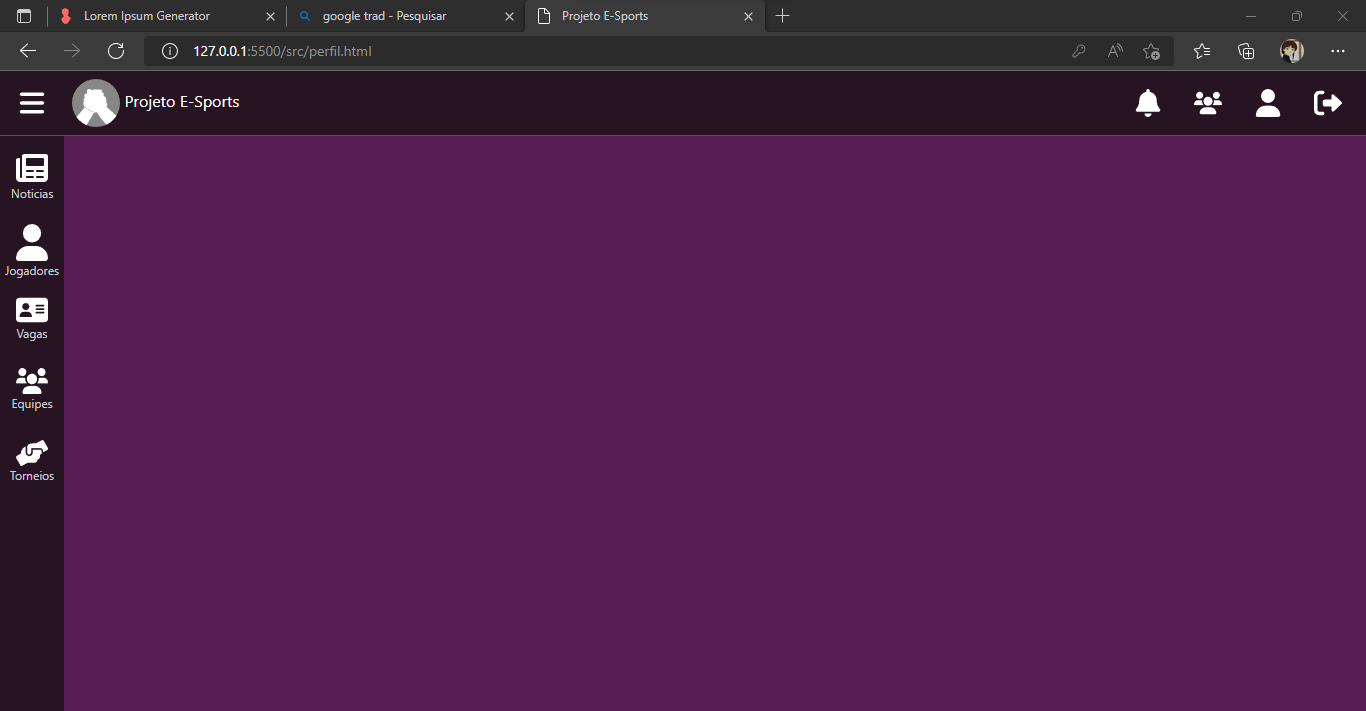 Lorem Ipsum Generator
google trad - Pesquisar
Projeto E-Sports
127.0.0.1:5500/src/perfil.html
Projeto E-Sports
Noticias
Jogadores
Vagas
Equipes
Torneios